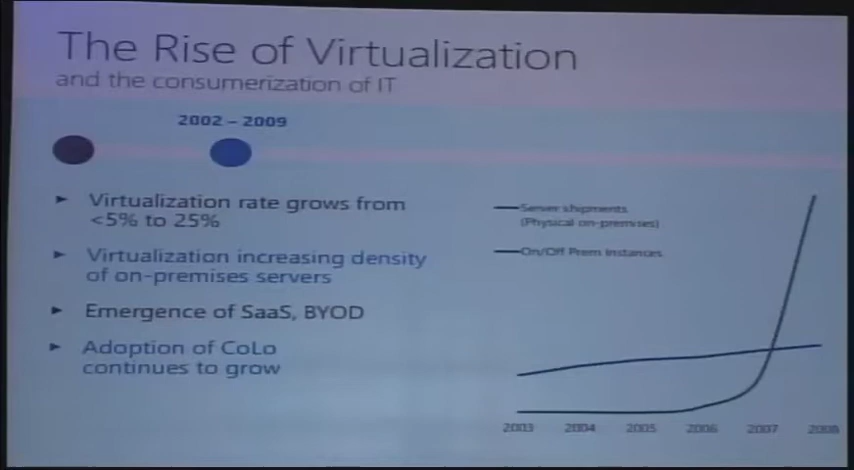 The Rise of Virtualization
and the consumerization of IT
2002 – 2009
► Virtualization rate grows from
<5% to 25%
► Virtualization increasing density
of on-premises servers
► Emergence of SaaS, BYOD
► Adoption of CoLo
continues to grow
Server shipments
(Physical on-premises)
On/Off Prem Instances
2003 2004 2005 2006 2007 2008